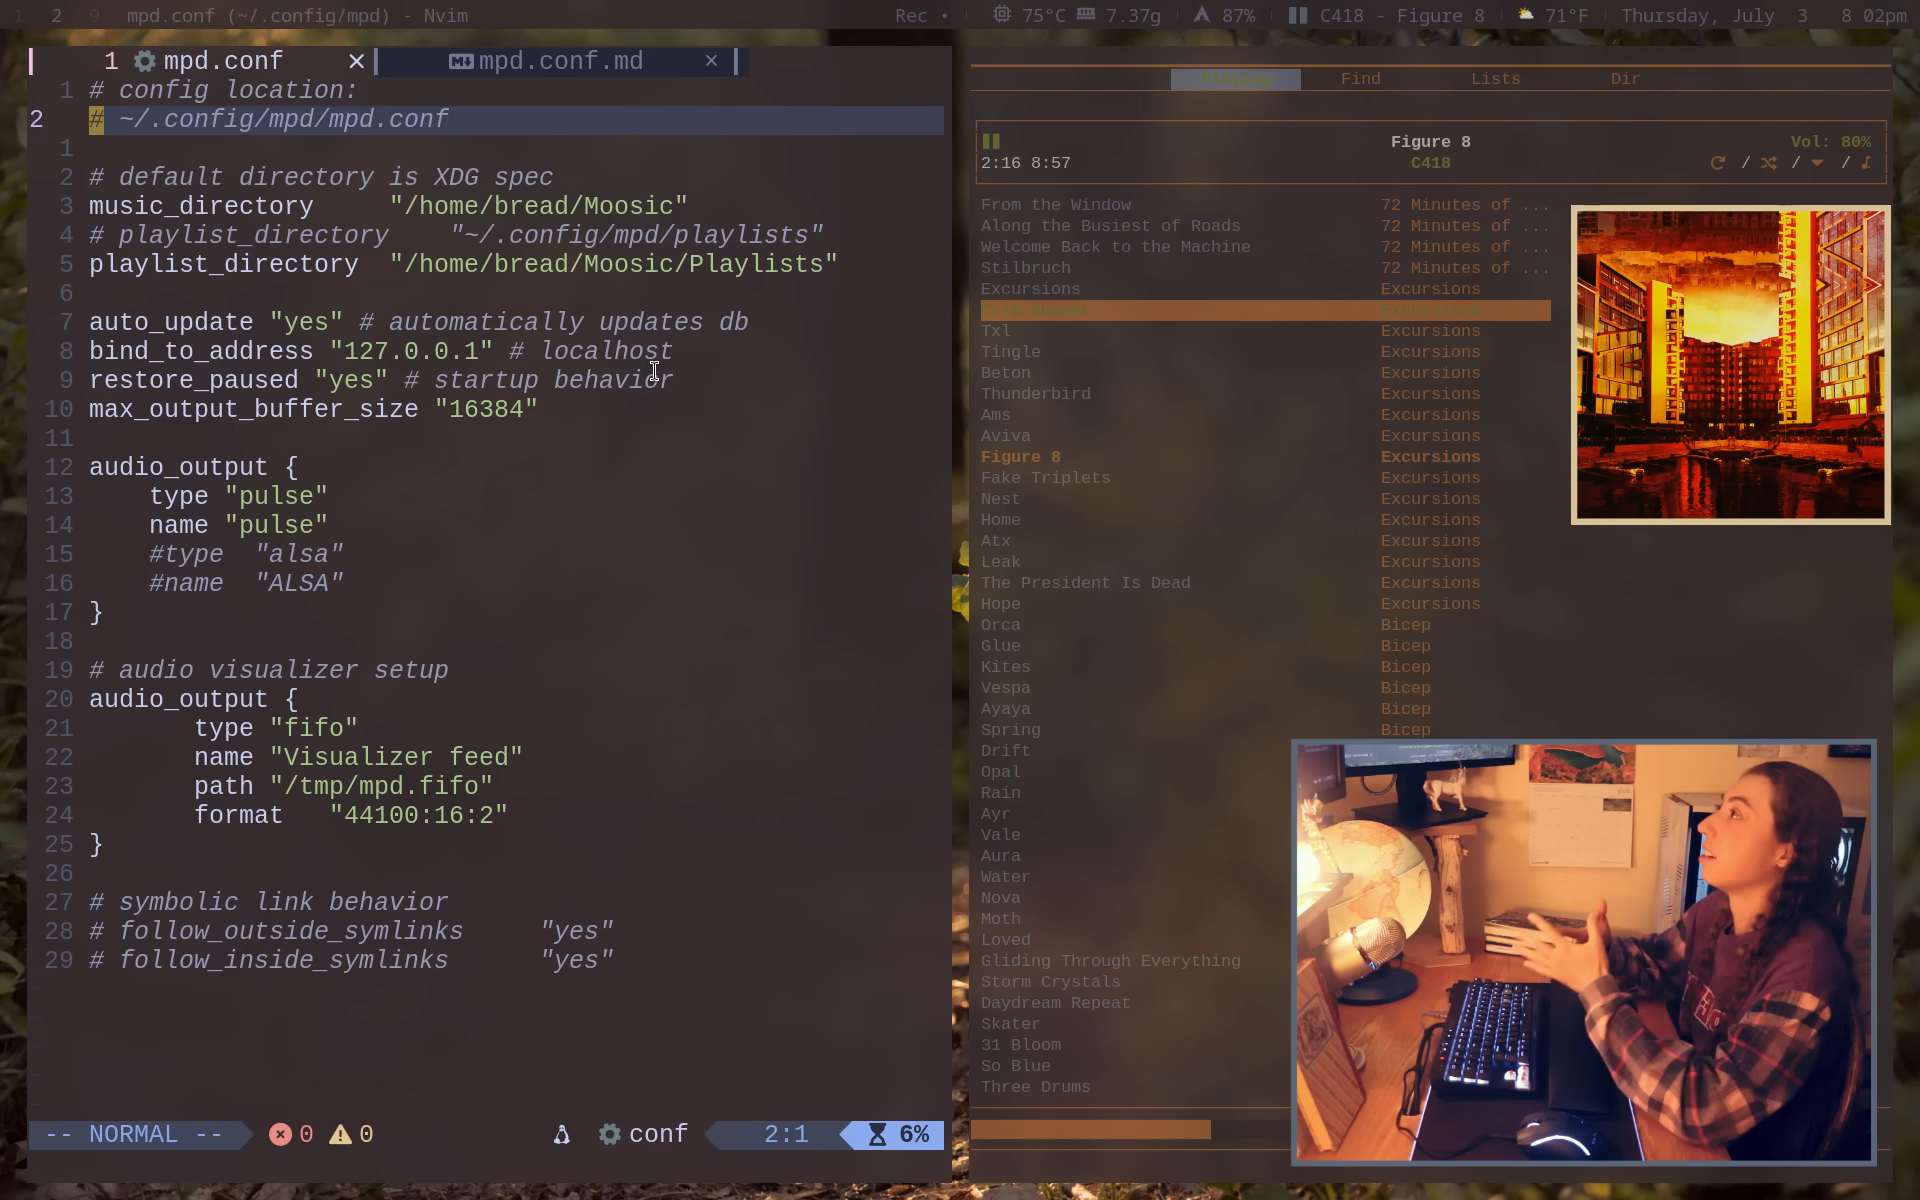 1 2 9 mpd.conf (~/.config/mpd) - Nvim
Rec • 75°C 7.37g 87% C418 - Figure 8 71°F Thursday, July 3 8 02pm
1 mpd.conf × mpd.conf.md ×
1 # config location:
2 # ~/.config/mpd/mpd.conf
1
2 # default directory is XDG spec
3 music_directory "/home/bread/Moosic"
4 # playlist_directory "~/.config/mpd/playlists"
5 playlist_directory "/home/bread/Moosic/Playlists"
6
7 auto_update "yes" # automatically updates db
8 bind_to_address "127.0.0.1" # localhost
9 restore_paused "yes" # startup behavior
10 max_output_buffer_size "16384"
11
12 audio_output {
13 type "pulse"
14 name "pulse"
15 #type "alsa"
16 #name "ALSA"
17 }
18
19 # audio visualizer setup
20 audio_output {
21 type "fifo"
22 name "Visualizer feed"
23 path "/tmp/mpd.fifo"
24 format "44100:16:2"
25 }
26
27 # symbolic link behavior
28 # follow_outside_symlinks "yes"
29 # follow_inside_symlinks "yes"
-- NORMAL -- 0 0 conf 2:1 6%
Playing Find Lists Dir
Figure 8 Vol: 80%
2:16 8:57 C418 / / /
From the Window 72 Minutes of ...
Along the Busiest of Roads 72 Minutes of ...
Welcome Back to the Machine 72 Minutes of ...
Stilbruch 72 Minutes of ...
Excursions Excursions
Cold Summer Excursions
Txl Excursions
Tingle Excursions
Beton Excursions
Thunderbird Excursions
Ams Excursions
Aviva Excursions
Figure 8 Excursions
Fake Triplets Excursions
Nest Excursions
Home Excursions
Atx Excursions
Leak Excursions
The President Is Dead Excursions
Hope Excursions
Orca Bicep
Glue Bicep
Kites Bicep
Vespa Bicep
Ayaya Bicep
Spring Bicep
Drift
Opal
Rain
Ayr
Vale
Aura
Water
Nova
Moth
Loved
Gliding Through Everything
Storm Crystals
Daydream Repeat
Skater
31 Bloom
So Blue
Three Drums